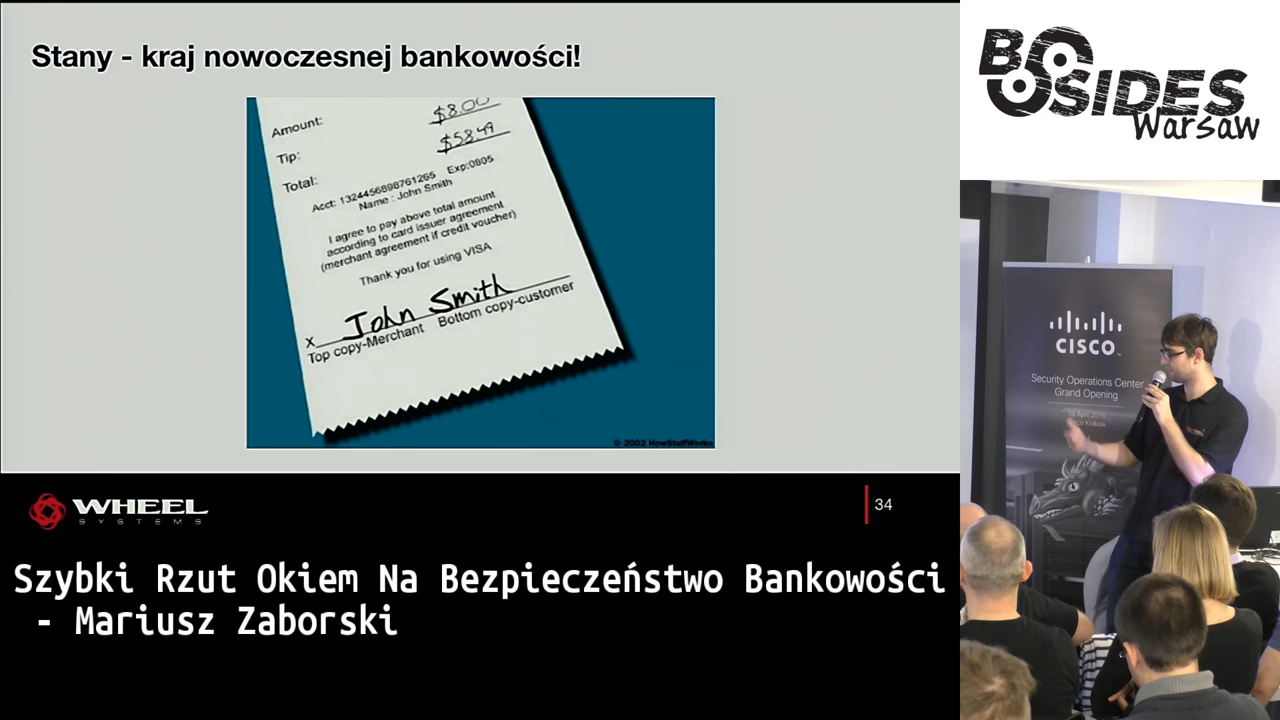 Stany - kraj nowoczesnej bankowości!
$8.00
Amount:
$58.49
Tip:
Total:
Acct: 1324456898761265 Exp:0805
Name : John Smith
I agree to pay above total amount
according to card issuer agreement
(merchant agreement if credit voucher)
Thank you for using VISA
x John Smith
Top copy-Merchant Bottom copy-customer
© 2002 HowStuffWorks
WHEEL
SYSTEMS
34
Szybki Rzut Okiem Na Bezpieczeństwo Bankowości
- Mariusz Zaborski
BSIDES
Warsaw
CISCO
Security Operations Center
Grand Opening